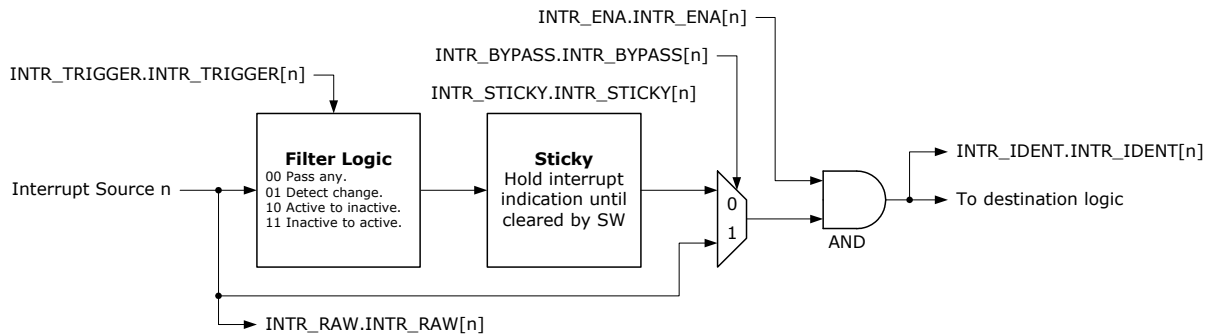 INTR_ENA.INTR_ENA[n]
INTR_BYPASS.INTR_BYPASS[n]
INTR_TRIGGER.INTR_TRIGGER[n]
INTR_STICKY.INTR_STICKY[n]
Filter Logic
00 Pass any.
01 Detect change.
10 Active to inactive.
11 Inactive to active.
Sticky
Hold interrupt
indication until
cleared by SW
INTR_IDENT.INTR_IDENT[n]
Interrupt Source n
0
1
To destination logic
AND
INTR_RAW.INTR_RAW[n]